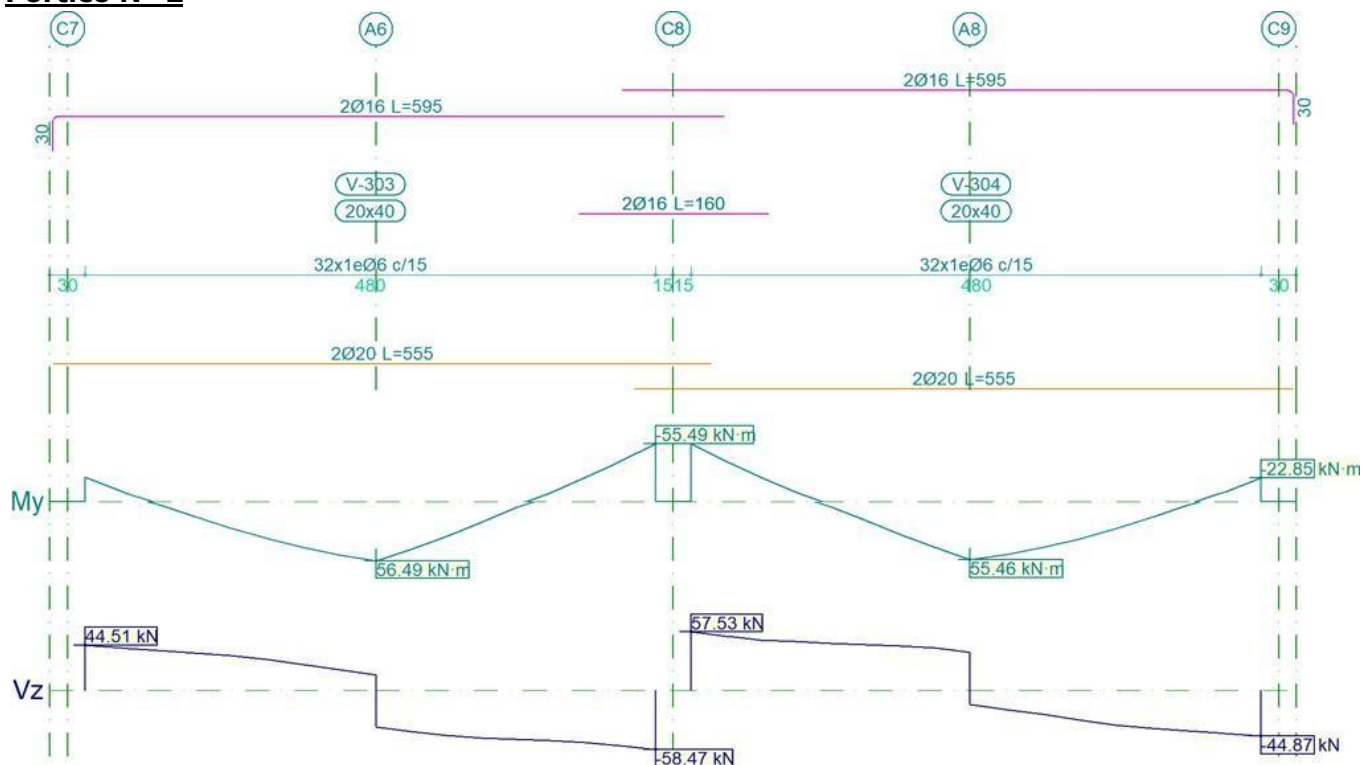 Pórtico N° 2
C7 A6 C8 A8 C9
2Ø16 L=595
30
2Ø16 L=595
30
V-303
V-304
20x40
2Ø16 L=160
20x40
32x1eØ6 c/15
32x1eØ6 c/15
30 480 1515 480 30
2Ø20 L=555
2Ø20 L=555
-55.49 kN·m
-22.85 kN·m
My
56.49 kN·m
55.46 kN·m
44.51 kN
57.53 kN
Vz
-58.47 kN
-44.87 kN